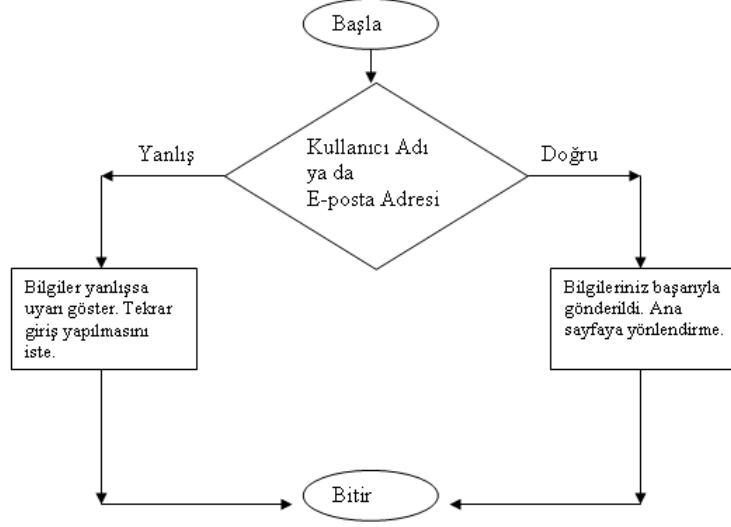 Başla
Kullanıcı Adı
ya da
E-posta Adresi
Yanlış
Doğru
Bilgiler yanlışsa
uyarı göster. Tekrar
giriş yapılmasını
iste.
Bilgileriniz başarıyla
gönderildi. Ana
sayfaya yönlendirme.
Bitir